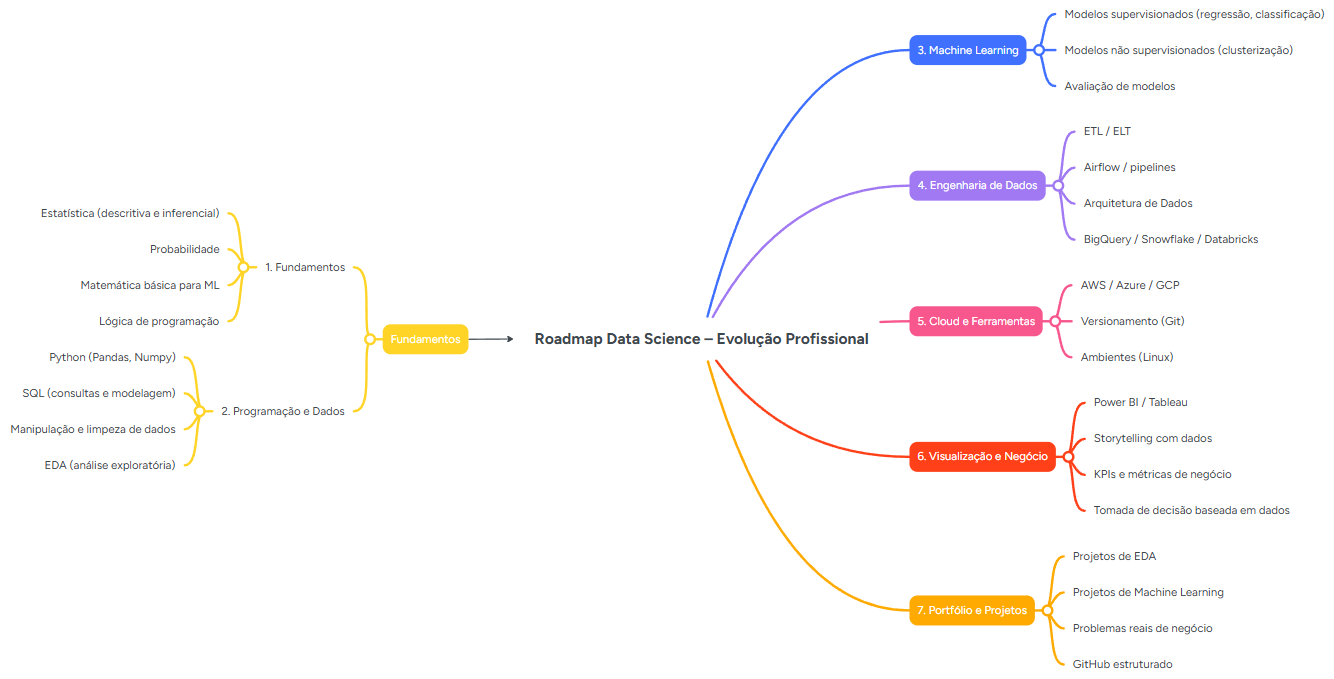 Roadmap Data Science – Evolução Profissional
Fundamentos
1. Fundamentos
Estatística (descritiva e inferencial)
Probabilidade
Matemática básica para ML
Lógica de programação
2. Programação e Dados
Python (Pandas, Numpy)
SQL (consultas e modelagem)
Manipulação e limpeza de dados
EDA (análise exploratória)
3. Machine Learning
Modelos supervisionados (regressão, classificação)
Modelos não supervisionados (clusterização)
Avaliação de modelos
4. Engenharia de Dados
ETL / ELT
Airflow / pipelines
Arquitetura de Dados
BigQuery / Snowflake / Databricks
5. Cloud e Ferramentas
AWS / Azure / GCP
Versionamento (Git)
Ambientes (Linux)
6. Visualização e Negócio
Power BI / Tableau
Storytelling com dados
KPIs e métricas de negócio
Tomada de decisão baseada em dados
7. Portfólio e Projetos
Projetos de EDA
Projetos de Machine Learning
Problemas reais de negócio
GitHub estruturado